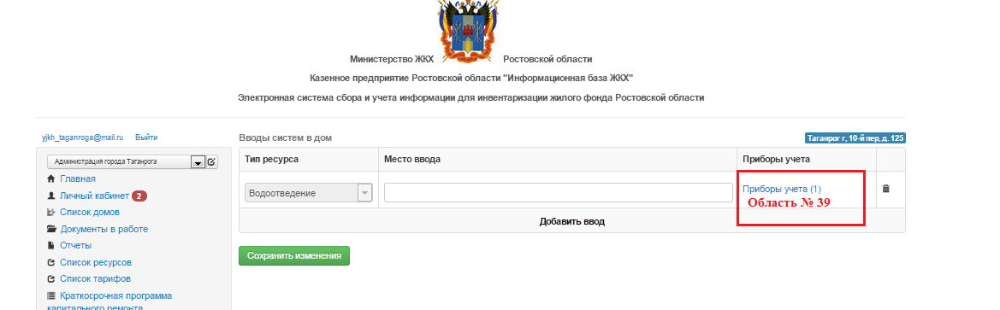 Министерство ЖКХ Ростовской области
Казенное предприятие Ростовской области "Информационная база ЖКХ"
Электронная система сбора и учета информации для инвентаризации жилого фонда Ростовской области
yjkh_taganroga@mail.ru Выйти
Администрация города Таганрога
Главная
Личный кабинет 2
Список домов
Документы в работе
Отчеты
Список ресурсов
Список тарифов
Краткосрочная программа
капитального ремонта
Вводы систем в дом
Таганрог г, 10-й пер, д. 125
Тип ресурса Место ввода Приборы учета
Водоотведение Приборы учета (1)
Область № 39
Добавить ввод
Сохранить изменения